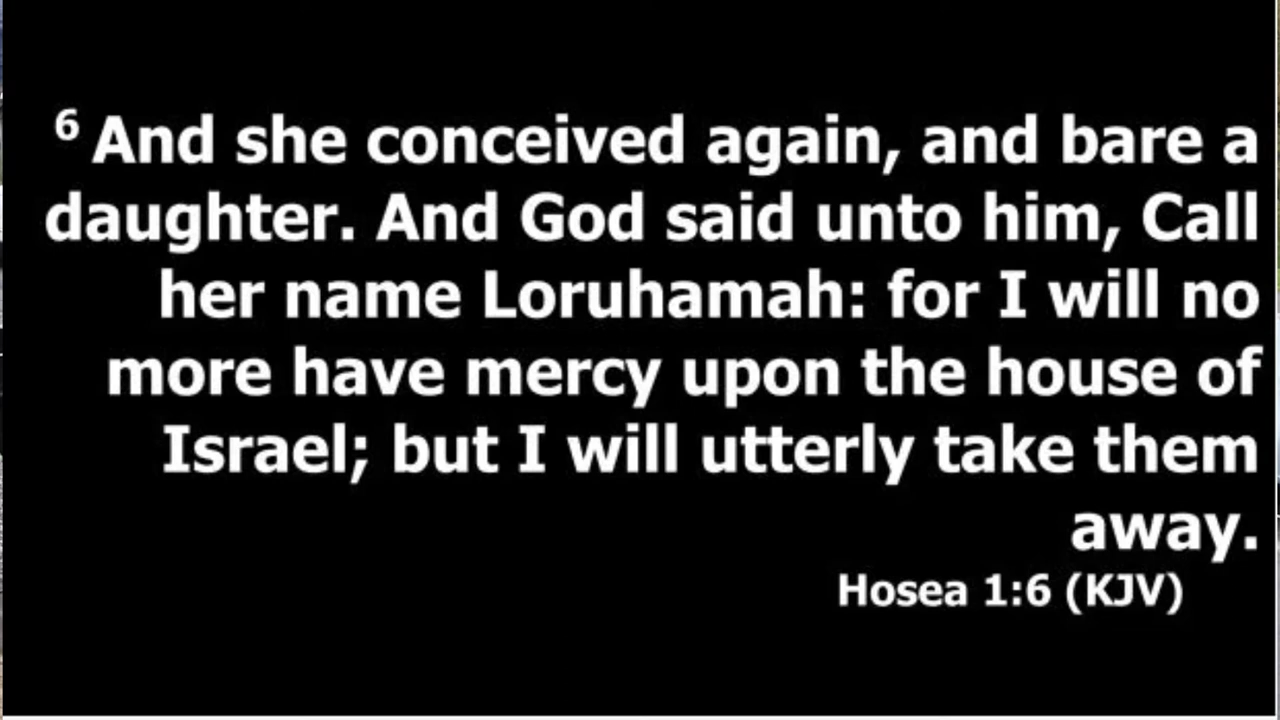 6 And she conceived again, and bare a
daughter. And God said unto him, Call
her name Loruhamah: for I will no
more have mercy upon the house of
Israel; but I will utterly take them
away.
Hosea 1:6 (KJV)